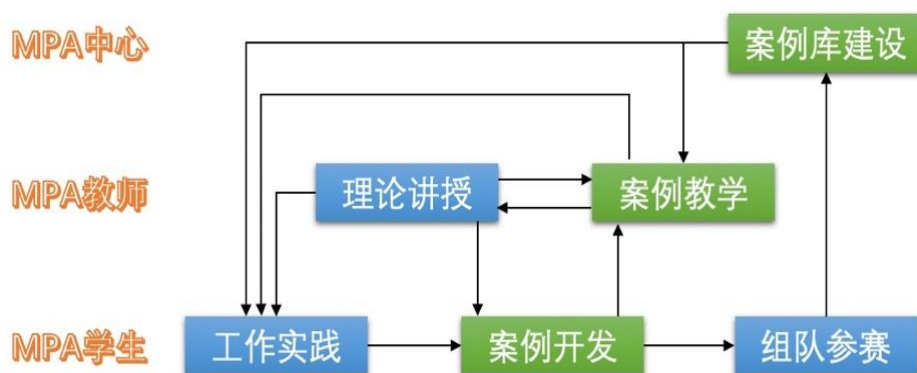 MPA中心
案例库建设
MPA教师
理论讲授
案例教学
MPA学生
工作实践
案例开发
组队参赛